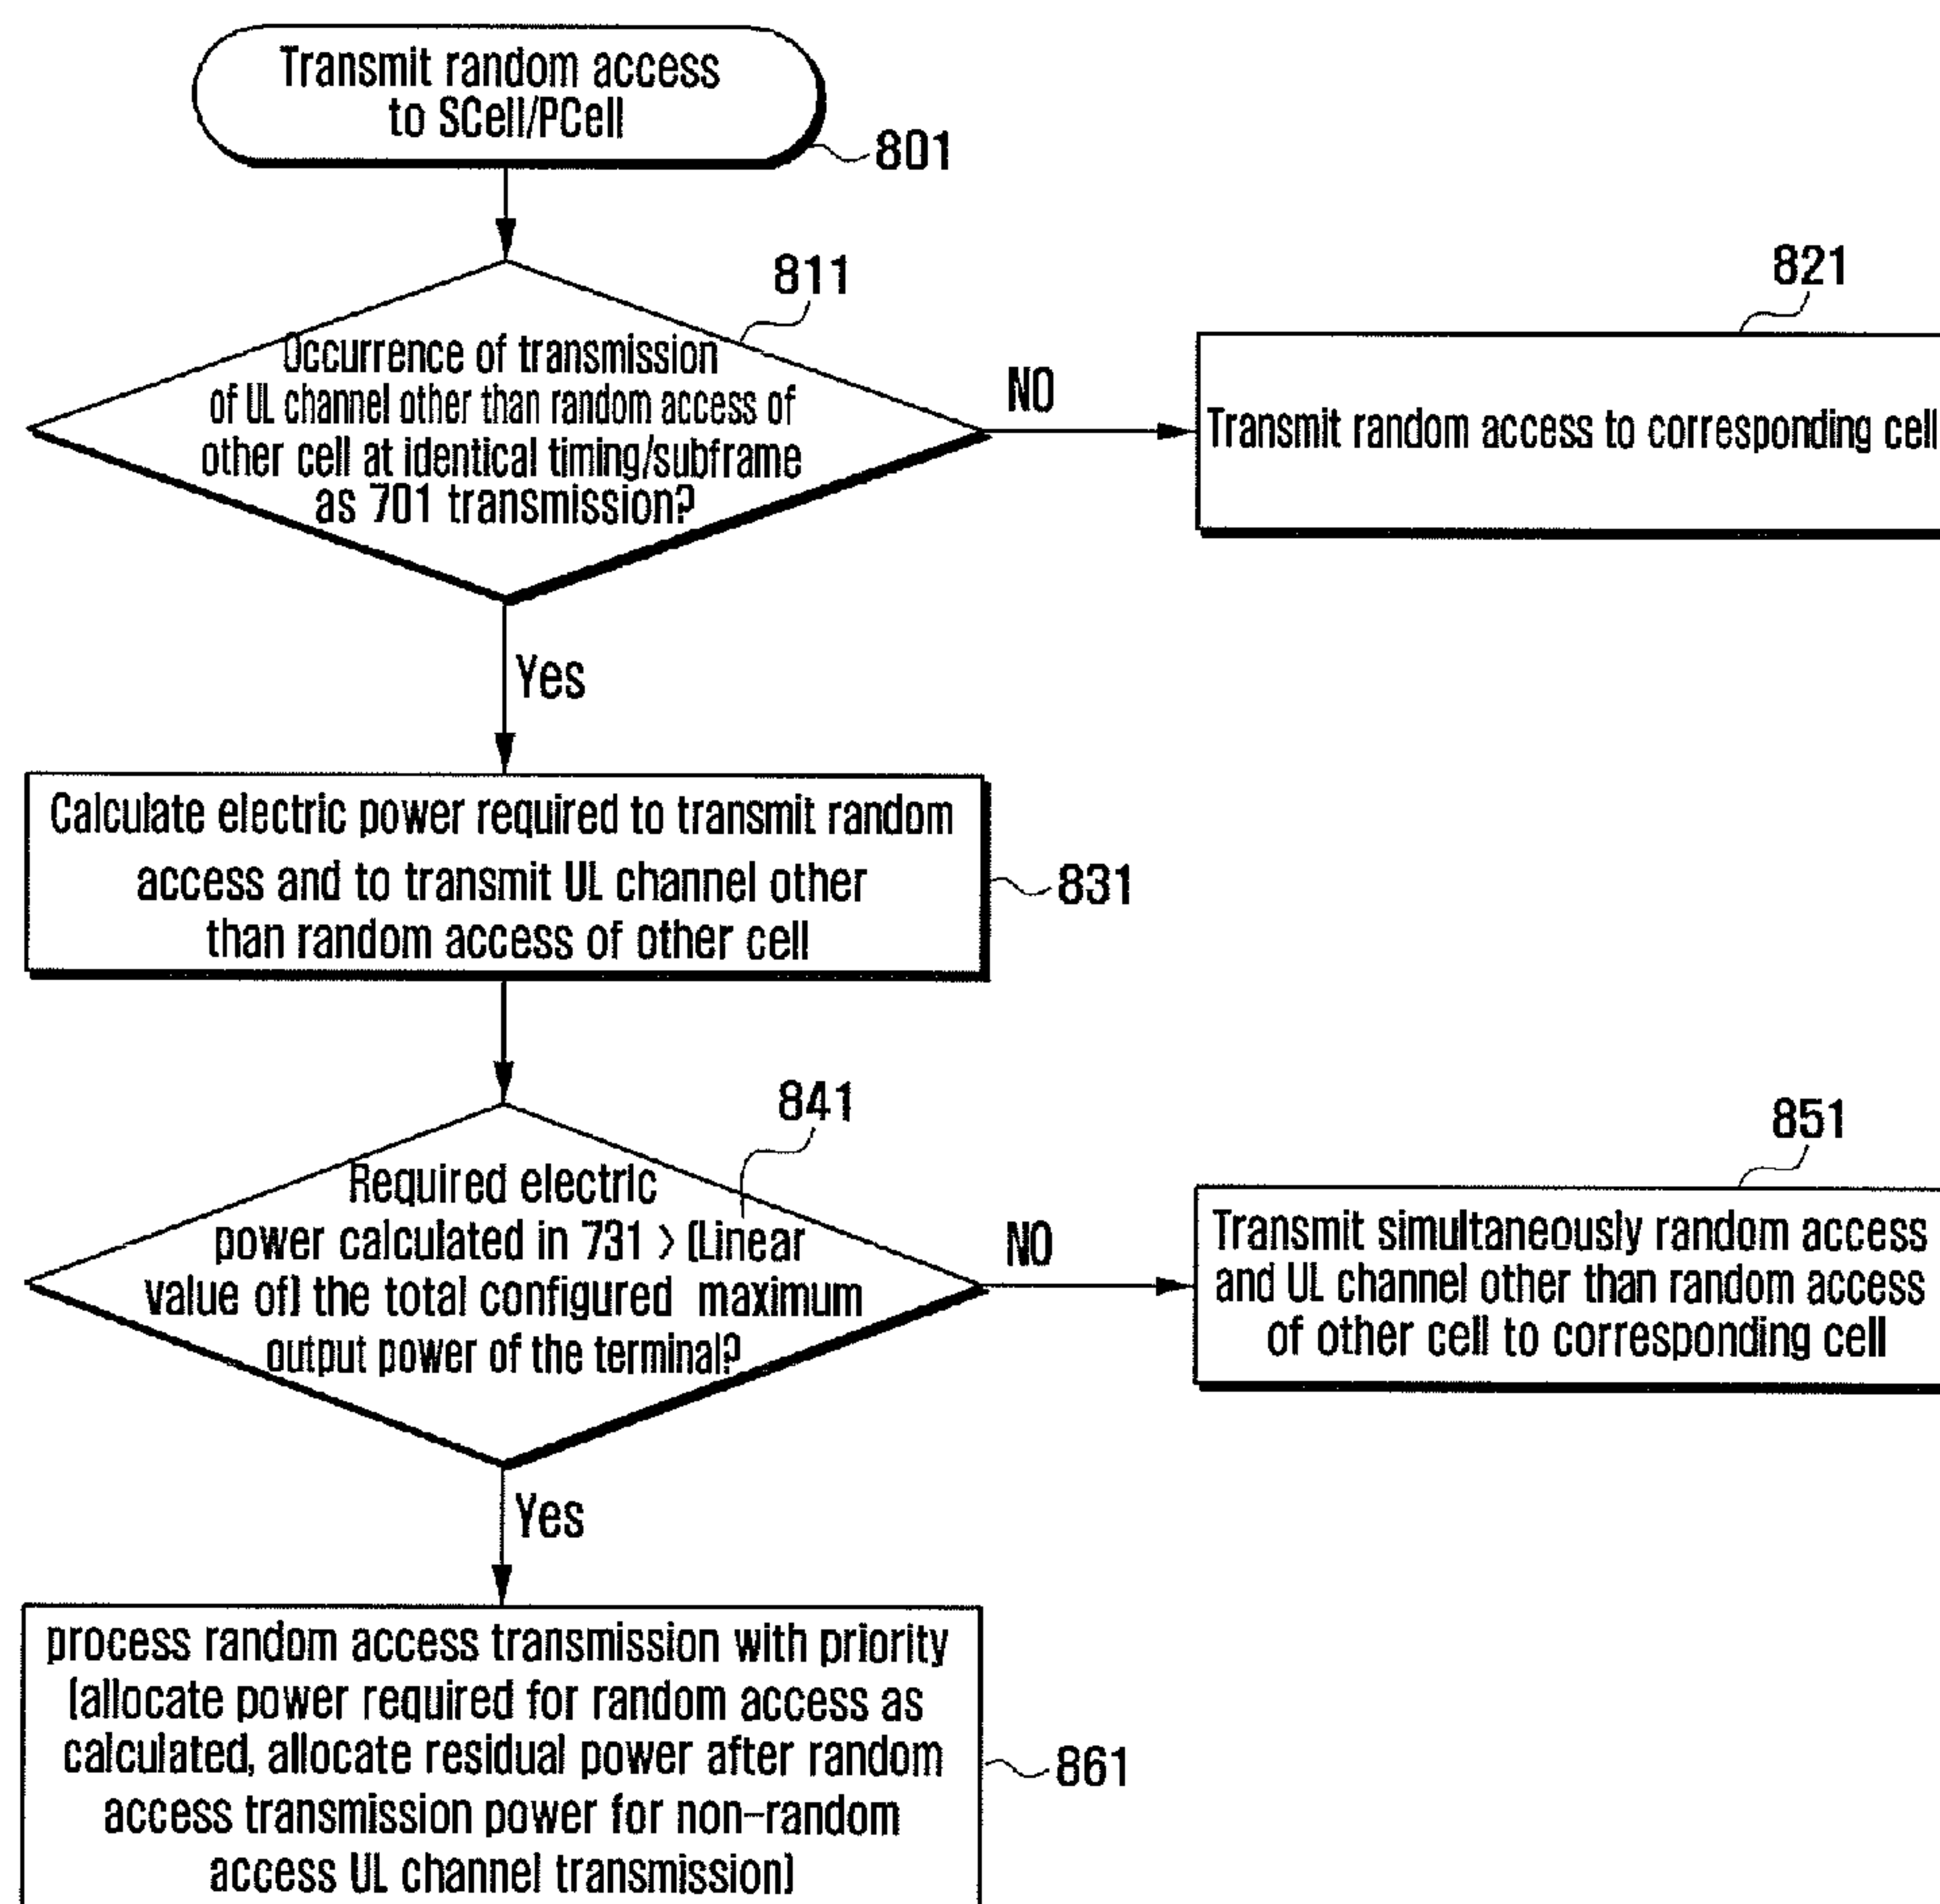 Transmit random access
to SCell/PCell
801
811
Occurrence of transmission
of UL channel other than random access of
other cell at identical timing/subframe
as 701 transmission?
NO
821
Transmit random access to corresponding cell
Yes
Calculate electric power required to transmit random
access and to transmit UL channel other
than random access of other cell
831
841
Required electric
power calculated in 731 > (Linear
value of) the total configured maximum
output power of the terminal?
NO
851
Transmit simultaneously random access
and UL channel other than random access
of other cell to corresponding cell
Yes
process random access transmission with priority
(allocate power required for random access as
calculated, allocate residual power after random
access transmission power for non-random
access UL channel transmission)
861